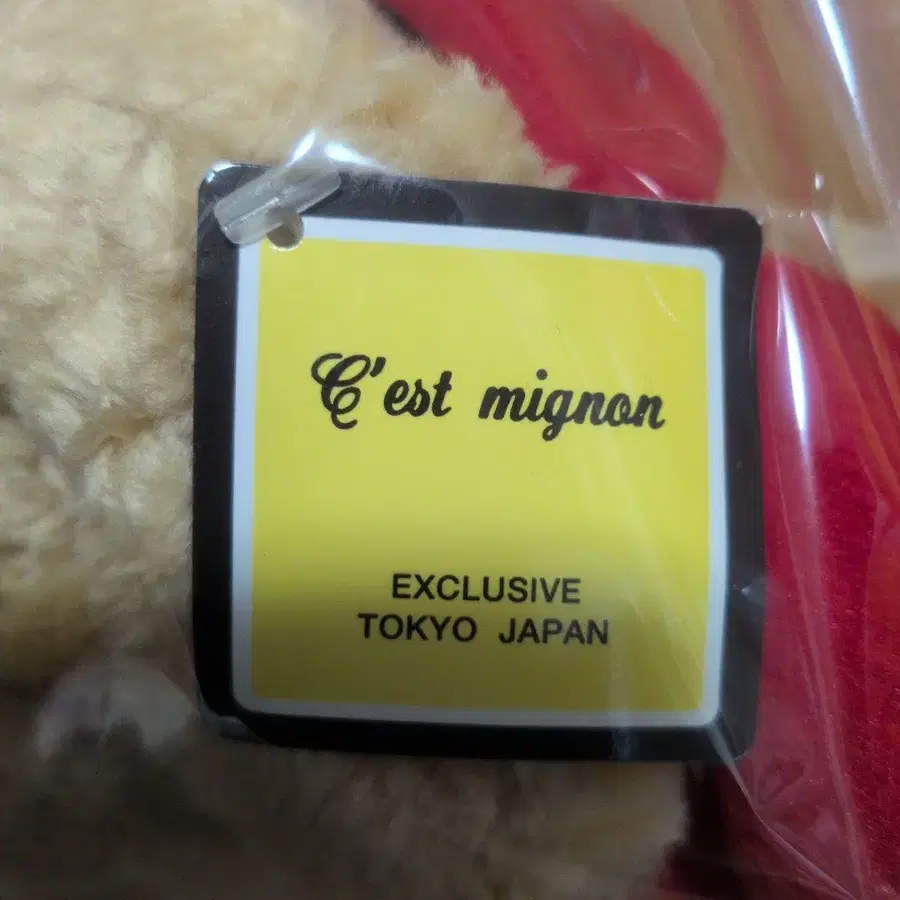 C'est mignon
EXCLUSIVE
TOKYO JAPAN